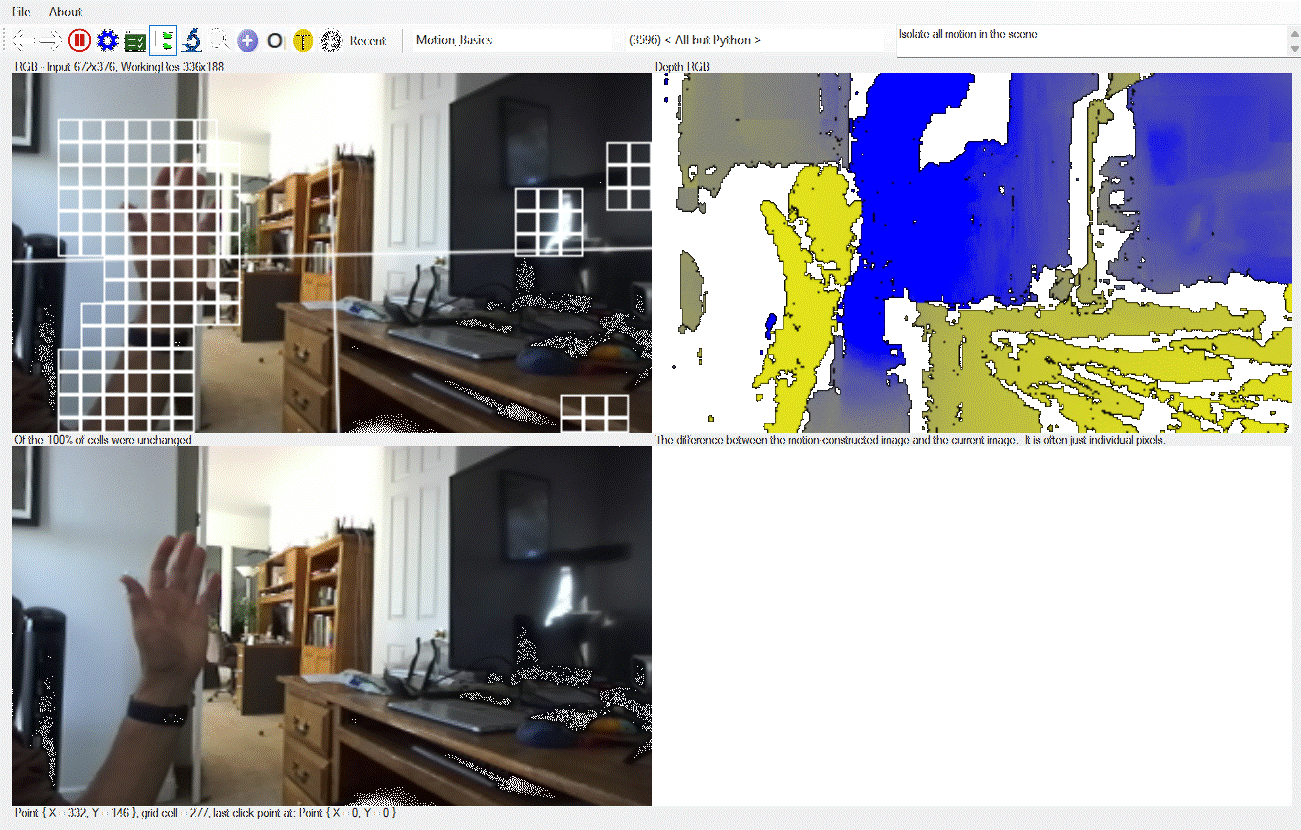 File About
Recent Motion_Basics (3596) < All but Python > Isolate all motion in the scene
RGB - Input 672x376, WorkingRes 336x188
Depth RGB
Of the 100% of cells were unchanged
The difference between the motion-constructed image and the current image. It is often just individual pixels.
Point { X = 332, Y = 146 }, grid cell = 277, last click point at: Point { X = 0, Y = 0 }